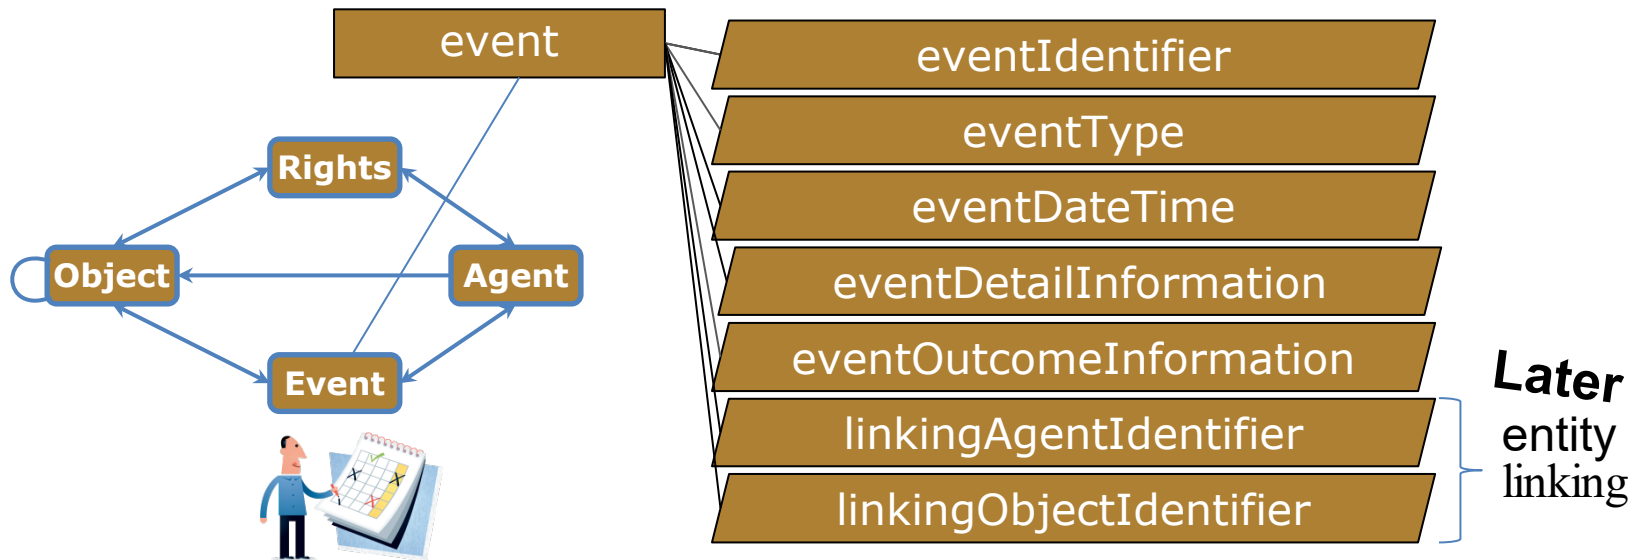 event
eventIdentifier
eventType
eventDateTime
eventDetailInformation
eventOutcomeInformation
linkingAgentIdentifier
linkingObjectIdentifier
Rights
Object
Agent
Event
Later
entity
linking